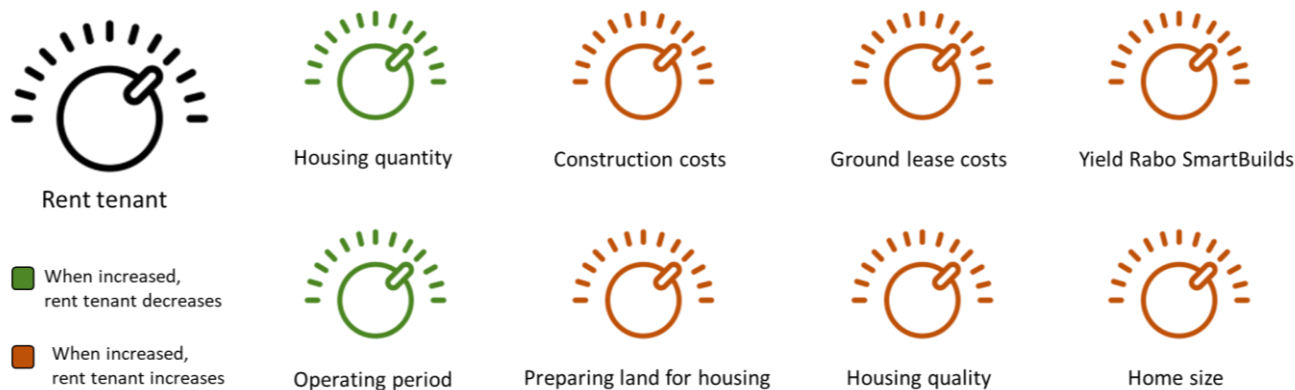 Housing quantity
Construction costs
Ground lease costs
Yield Rabo SmartBuilds
Rent tenant
When increased,
rent tenant decreases
When increased,
rent tenant increases
Operating period
Preparing land for housing
Housing quality
Home size